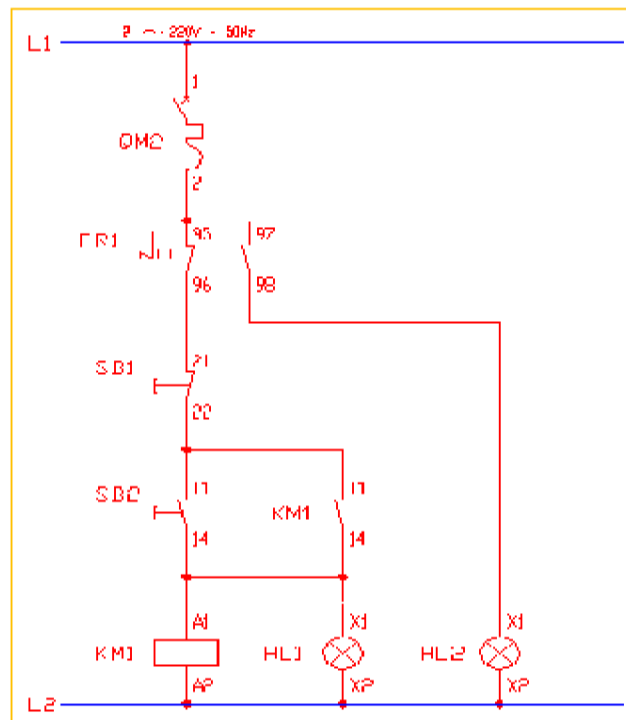 L1
2 ~ - 220V - 50Hz
1
QM2
2
FR1
95
97
96
98
SB1
21
22
SB2
13
KM1
13
14
14
A1
X1
X1
KM1
HL1
HL2
A2
X2
X2
L2